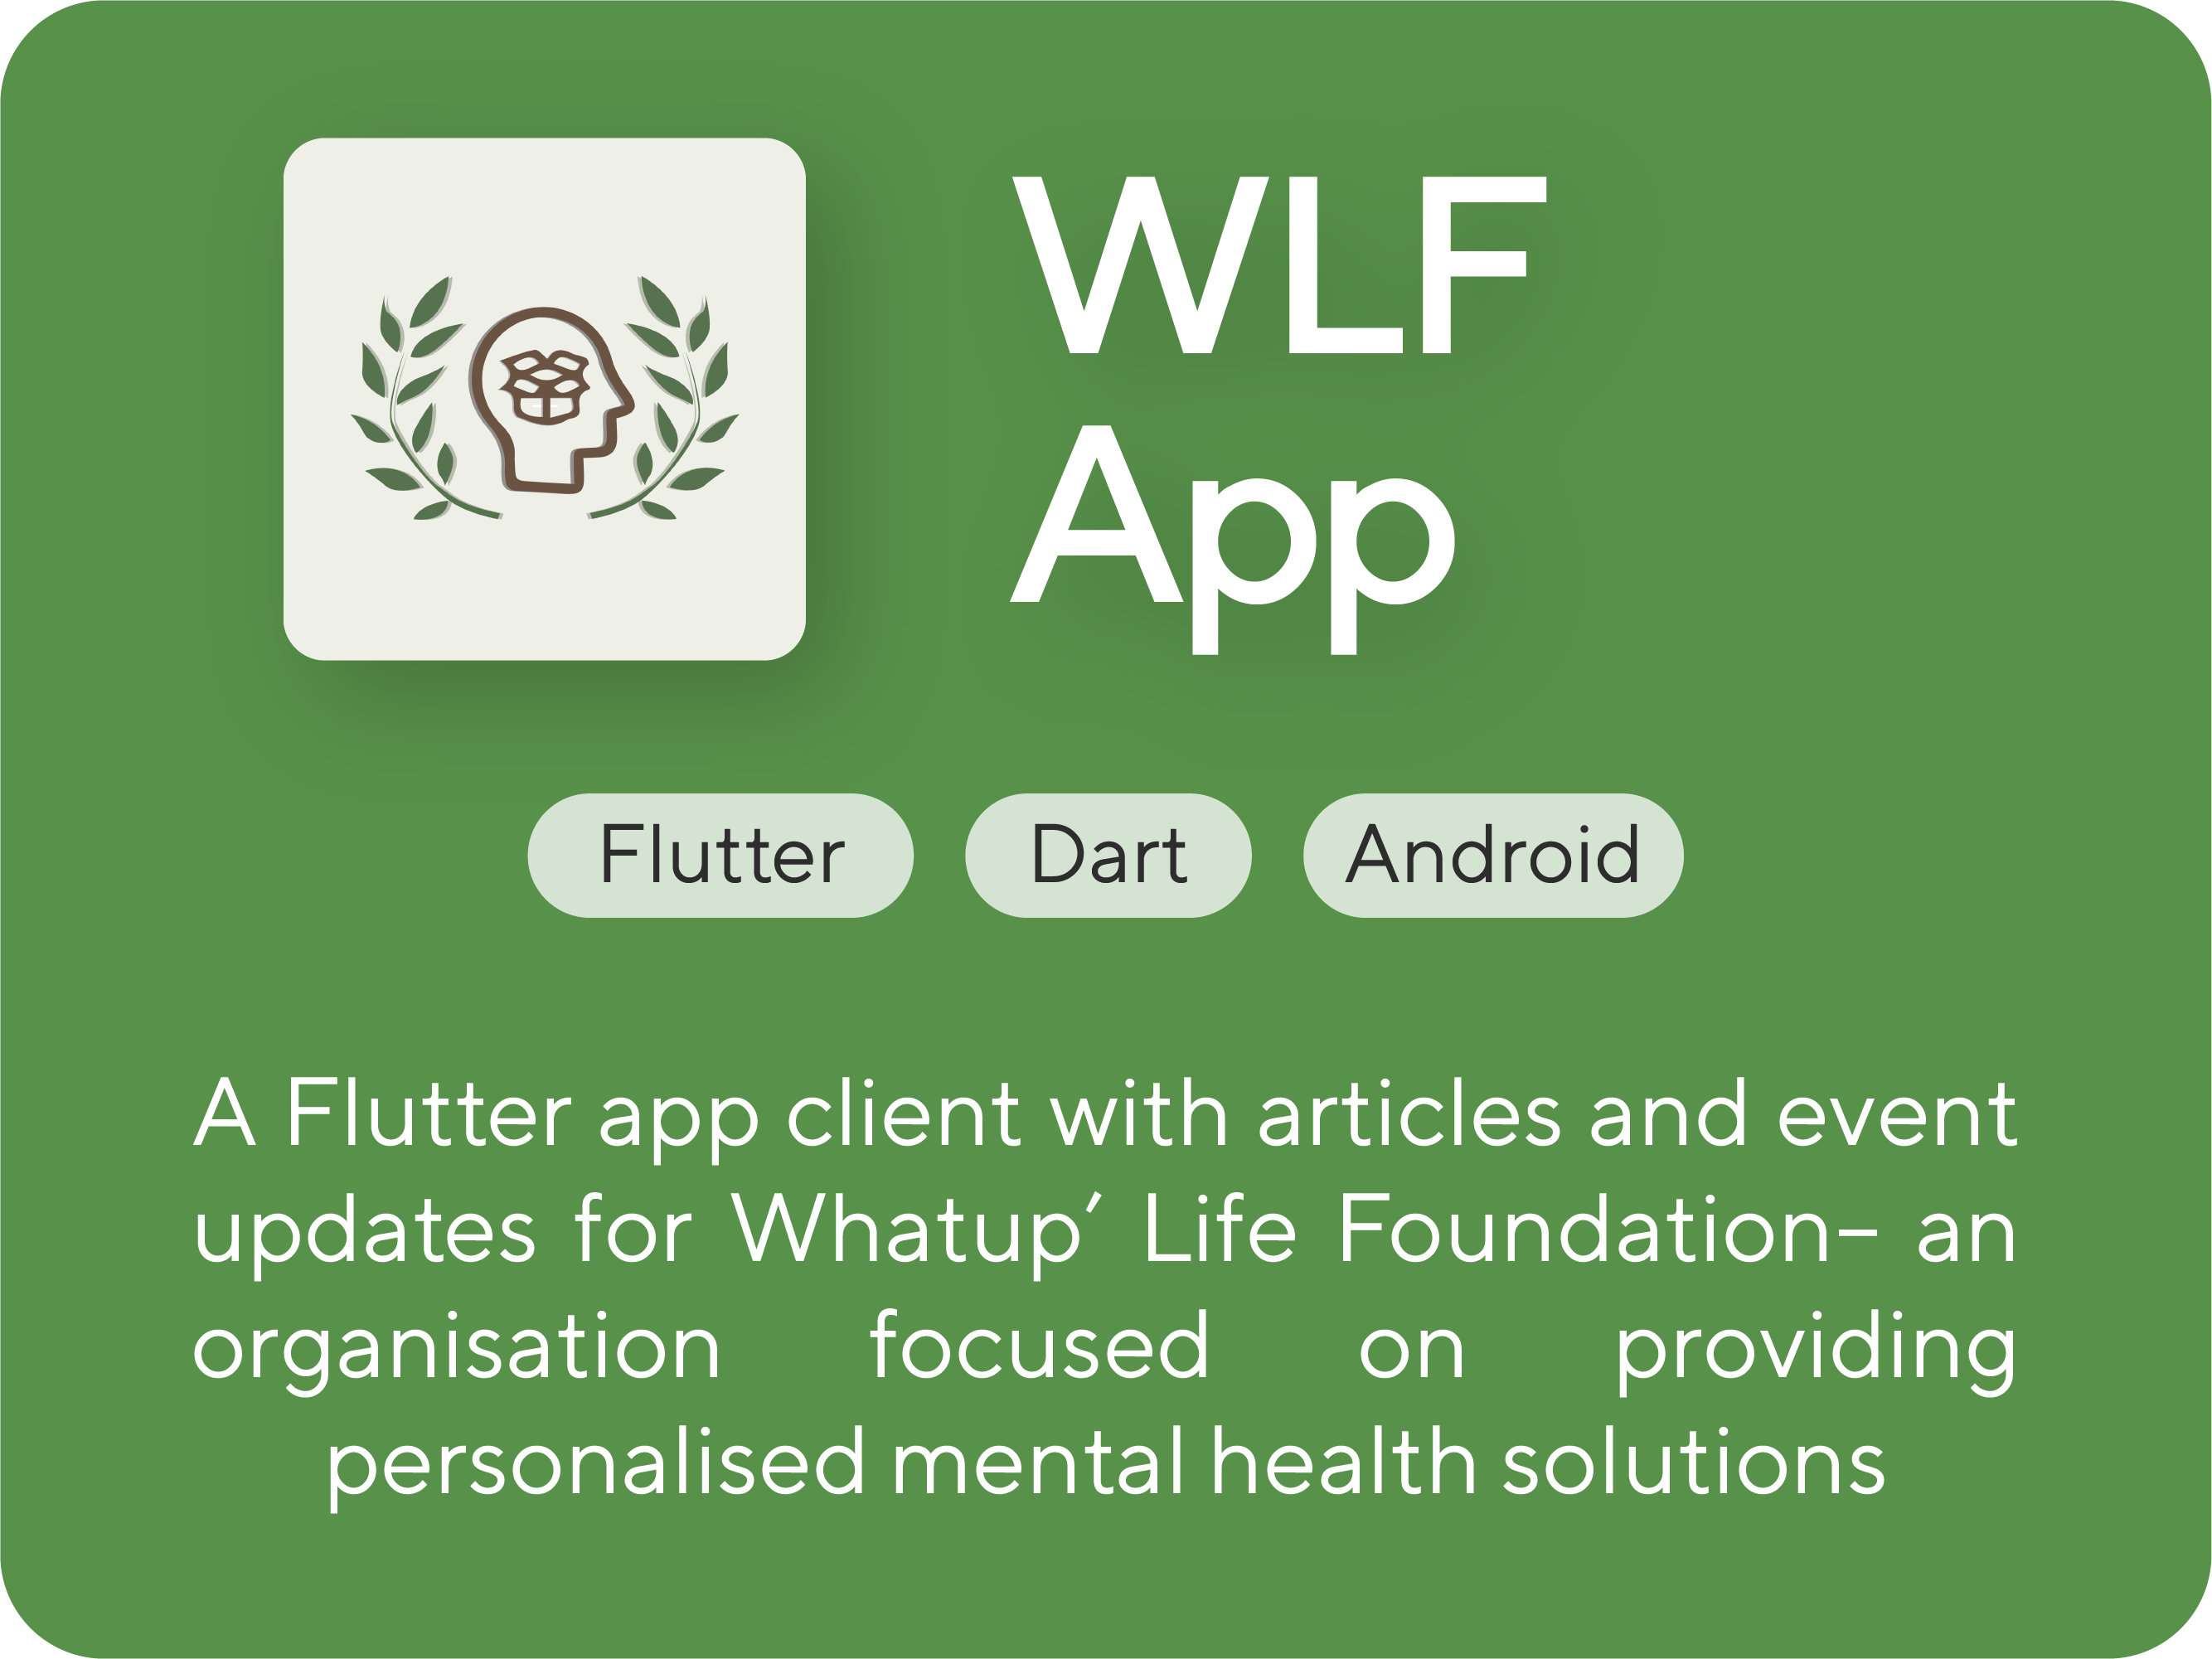 WLF
App
Flutter Dart Android
A Flutter app client with articles and event
updates for Whatup′ Life Foundation– an
organisation focused on providing
personalised mental health solutions